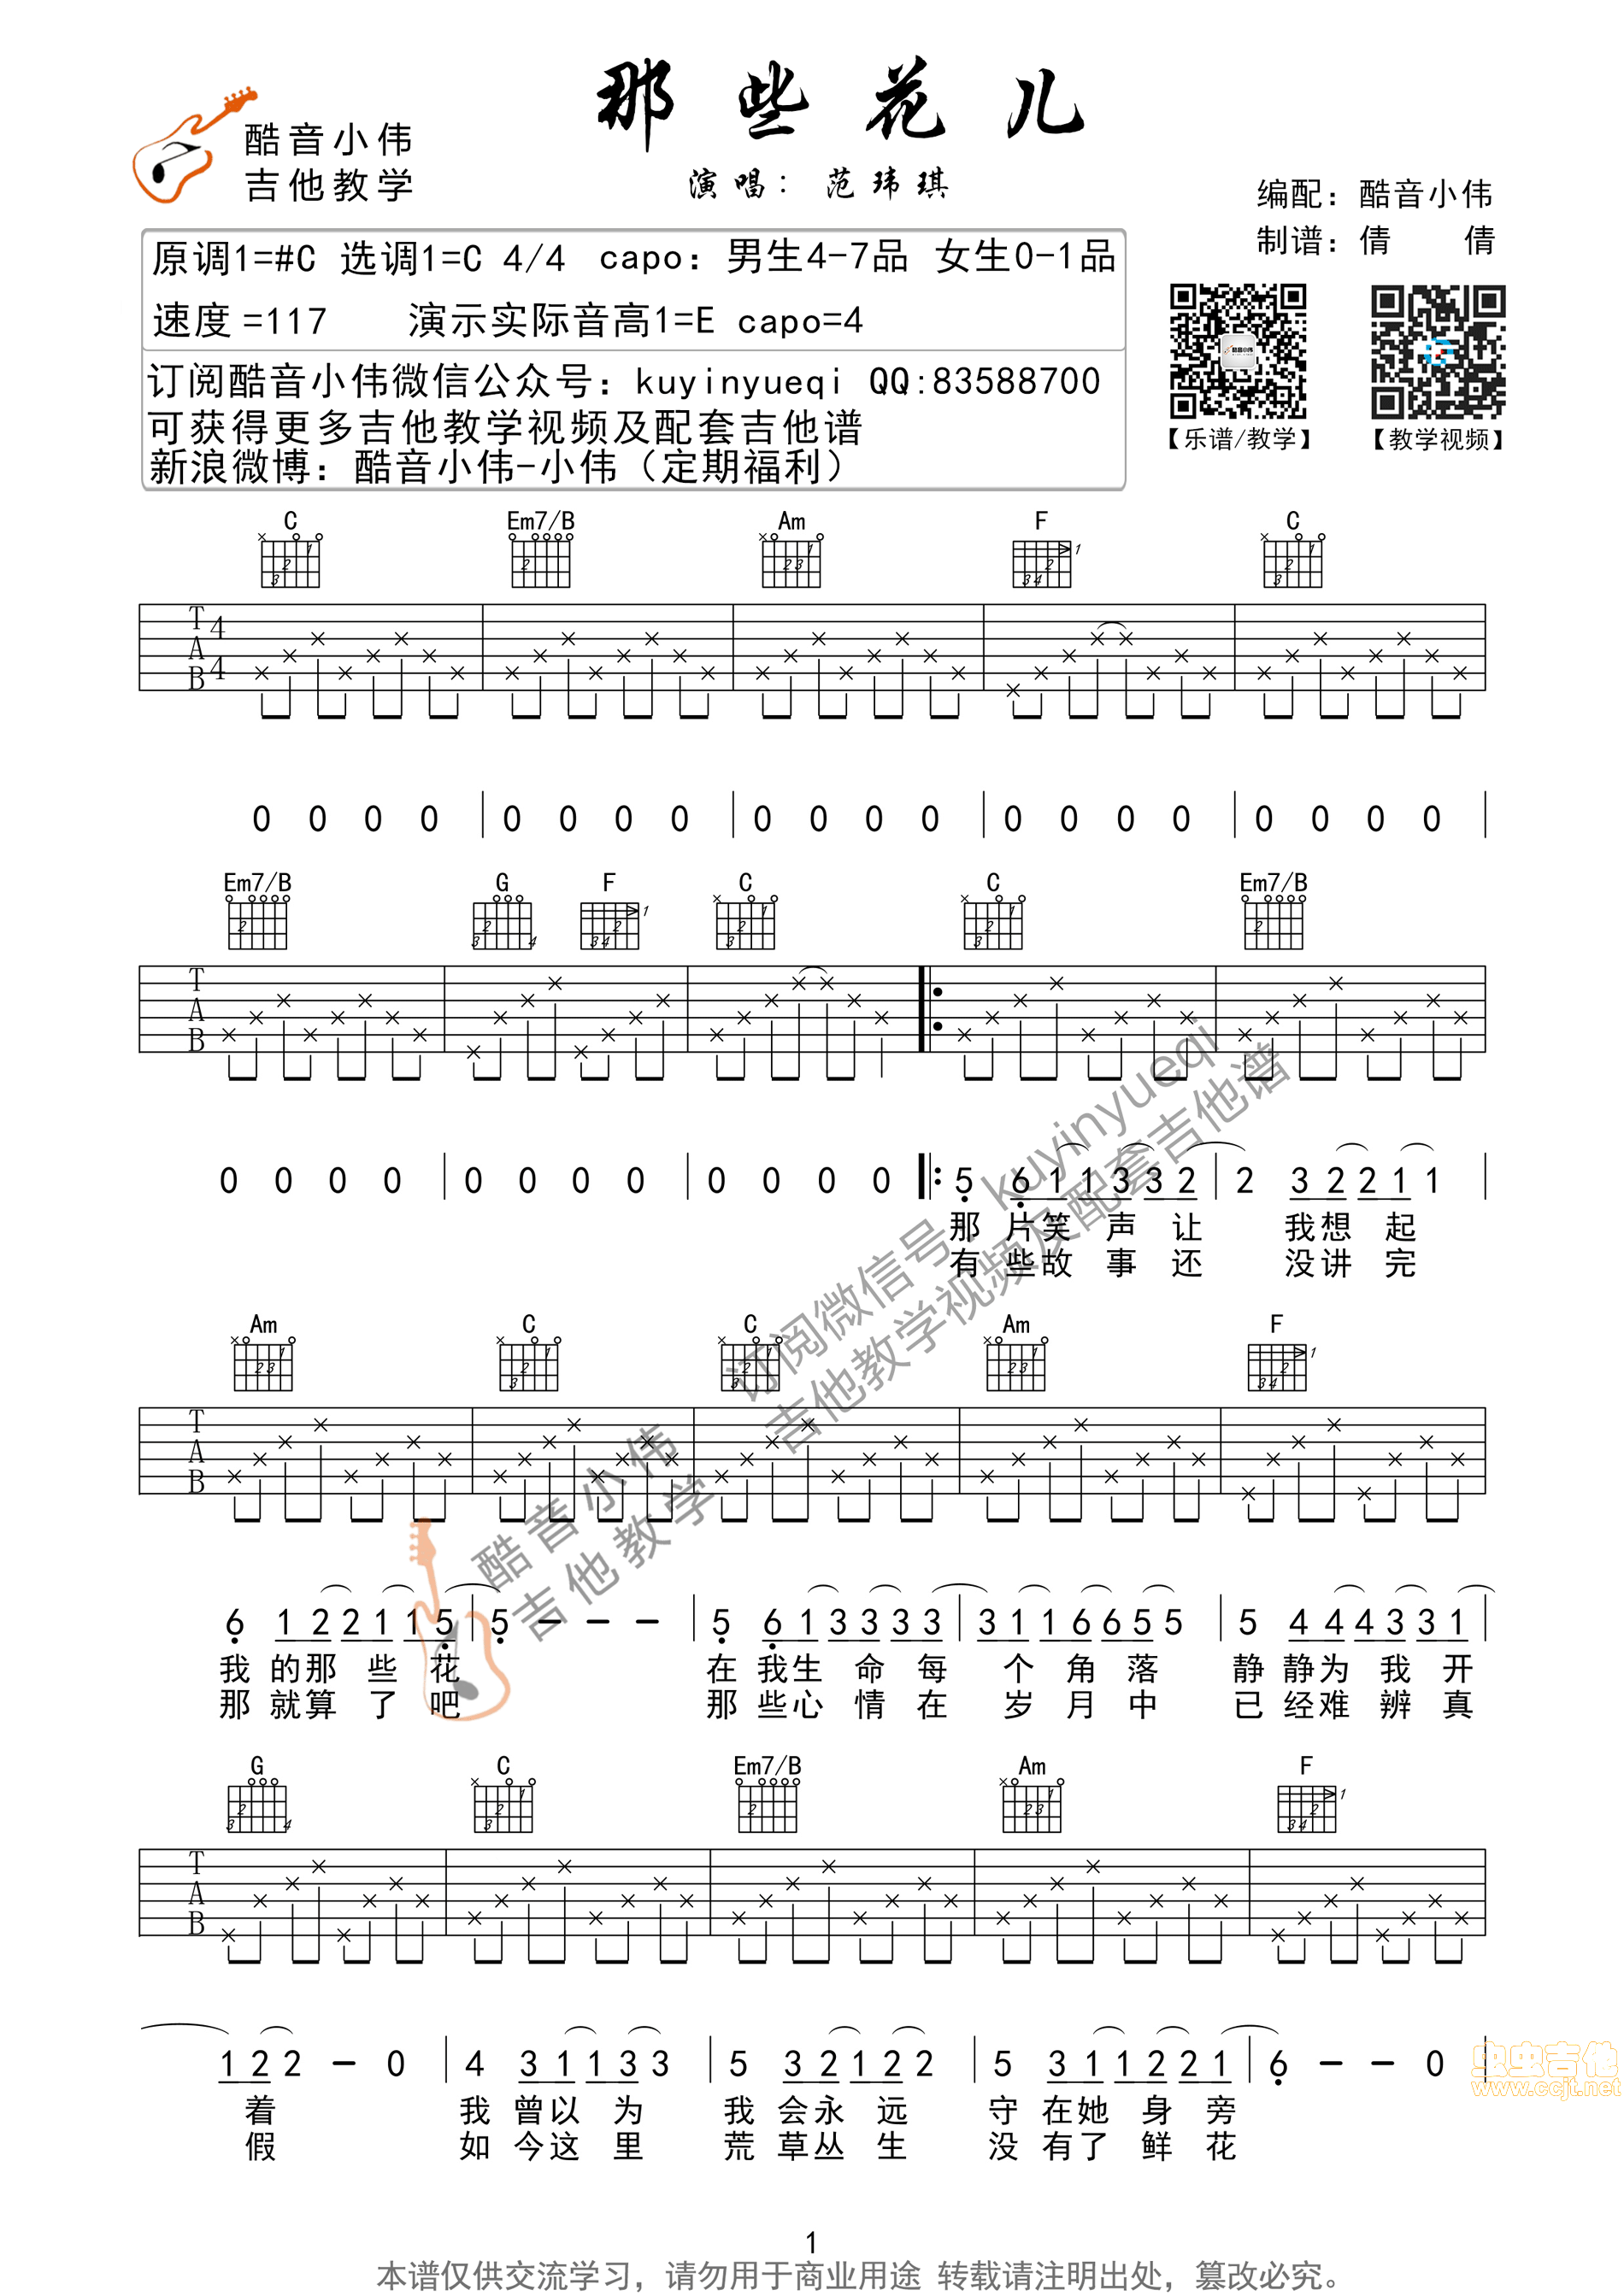 那些花儿
演唱：范玮琪
酷音小伟
吉他教学
编配：酷音小伟
制谱：倩 倩
原调1=#C 选调1=C 4/4 capo：男生4-7品 女生0-1品
速度 =117 演示实际音高1=E capo=4
订阅酷音小伟微信公众号：kuyinyueqi QQ:83588700
可获得更多吉他教学视频及配套吉他谱
新浪微博：酷音小伟-小伟（定期福利）
【乐谱/教学】 【教学视频】
C Em7/B Am F C
T 4
A
B 4
0 0 0 0 0 0 0 0 0 0 0 0 0 0 0 0 0 0 0 0
Em7/B G F C C Em7/B
T
A
B
0 0 0 0 0 0 0 0 0 0 0 0 5 6 1 1 3 3 2 2 3 2 2 1 1
那 片笑 声 让 我想 起
有 些故 事 还 没讲 完
Am C C Am F
T
A
B
6 1 2 2 1 1 5 5 - - - 5 6 1 3 3 3 3 3 1 1 6 6 5 5 5 4 4 4 3 3 1
我 的那 些 花 在 我生 命 每 个 角 落 静 静为 我 开
那 就算 了 吧 那 些心 情 在 岁 月 中 已 经难 辨 真
G C Em7/B Am F
T
A
B
1 2 2 - 0 4 3 1 1 3 3 5 3 2 1 2 2 5 3 1 1 2 2 1 6 - - 0
着 我 曾以 为 我 会永 远 守 在她 身 旁
假 如 今这 里 荒 草丛 生 没 有了 鲜 花
订阅微信号：kuyinyueqi
吉他教学视频及配套吉他谱
酷音小伟
吉他教学
虫虫吉他
www.ccjt.net
1
本谱仅供交流学习，请勿用于商业用途 转载请注明出处，篡改必究。